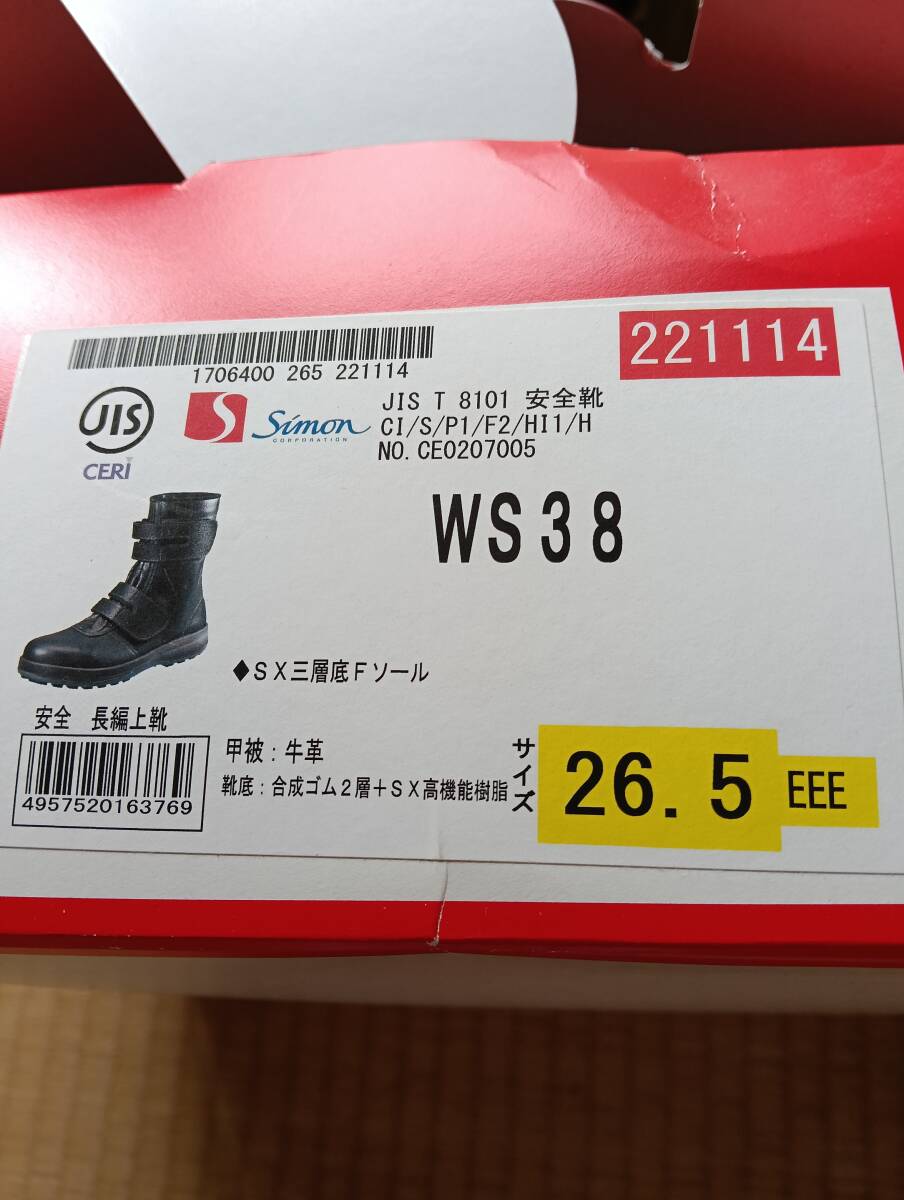 221114
1706400 265 221114
JIS
CERI
Simon
CORPORATION
JIS T 8101 安全靴
CI/S/P1/F2/HI1/H
NO. CE0207005
WS38
◆SX三層底Fソール
安全 長編上靴
4957520163769
甲被:牛革
靴底:合成ゴム2層+SX高機能樹脂
サイズ
26.5
EEE